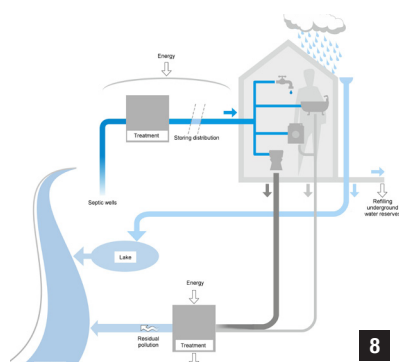 Energy
Treatment
Storing distribution
Septic wells
Refilling
underground
water reserves
Lake
Energy
Residual
pollution
Treatment
8